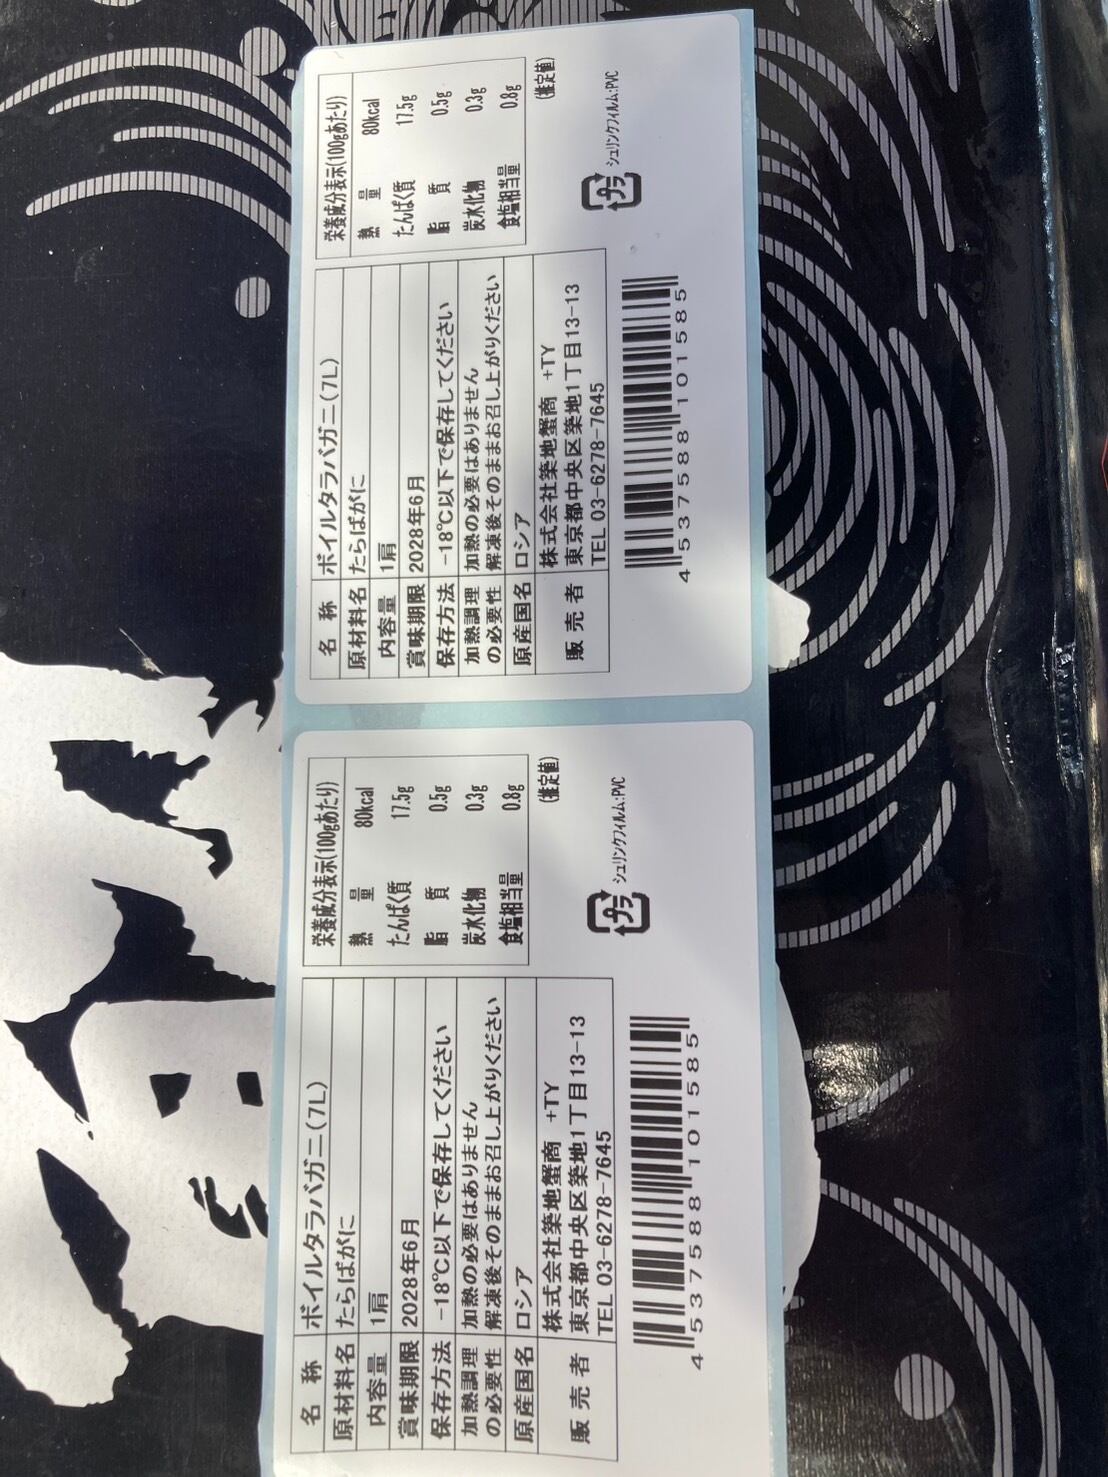 名称 ボイルタラバガニ(7L)
原材料名 たらばがに
内容量 1肩
賞味期限 2028年6月
保存方法 -18℃以下で保存してください
加熱調理の必要性 加熱の必要はありません
解凍後そのままお召し上がりください
原産国名 ロシア
販売者 株式会社築地蟹商 +TY
東京都中央区築地1丁目13-13
TEL 03-6278-7645
4 537588 101585
栄養成分表示(100gあたり)
熱量 80kcal
たんぱく質 17.5g
脂質 0.5g
炭水化物 0.3g
食塩相当量 0.8g
(推定値)
プラ
シュリンクフィルム:PVC
名称 ボイルタラバガニ(7L)
原材料名 たらばがに
内容量 1肩
賞味期限 2028年6月
保存方法 -18℃以下で保存してください
加熱調理の必要性 加熱の必要はありません
解凍後そのままお召し上がりください
原産国名 ロシア
販売者 株式会社築地蟹商 +TY
東京都中央区築地1丁目13-13
TEL 03-6278-7645
4 537588 101585
栄養成分表示(100gあたり)
熱量 80kcal
たんぱく質 17.5g
脂質 0.5g
炭水化物 0.3g
食塩相当量 0.8g
(推定値)
プラ
シュリンクフィルム:PVC